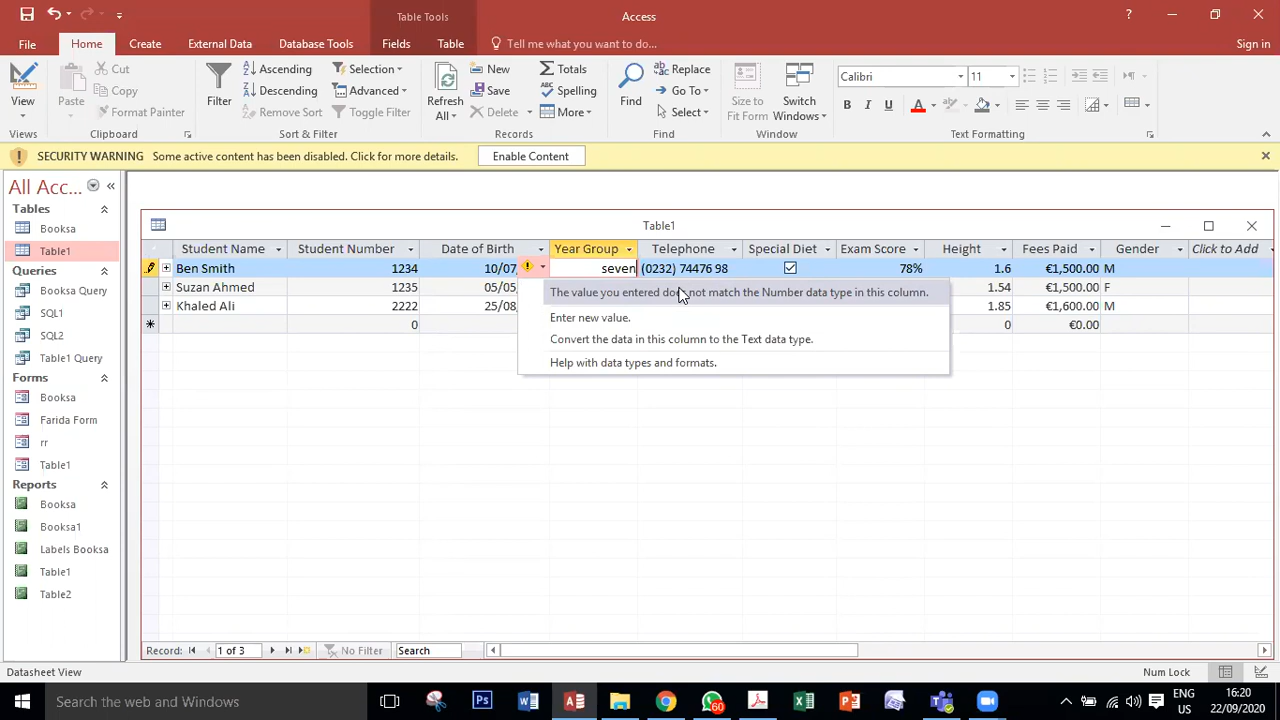 Table Tools
Access
?
File
Home
Create
External Data
Database Tools
Fields
Table
Tell me what you want to do...
Sign in
View
Views
Paste
Cut
Copy
Format Painter
Clipboard
Filter
Ascending
Descending
Remove Sort
Selection
Advanced
Toggle Filter
Sort & Filter
Refresh
All
New
Save
Delete
Totals
Spelling
More
Records
Find
Replace
Go To
Select
Find
Size to
Fit Form
Switch
Windows
Window
Calibri
11
B I U
Text Formatting
SECURITY WARNING Some active content has been disabled. Click for more details.
Enable Content
All Acc...
Tables
Booksa
Table1
Queries
Booksa Query
SQL1
SQL2
Table1 Query
Forms
Booksa
Farida Form
rr
Table1
Reports
Booksa
Booksa1
Labels Booksa
Table1
Table2
Table1
Student Name Student Number Date of Birth Year Group Telephone Special Diet Exam Score Height Fees Paid Gender Click to Add
Ben Smith 1234 10/07/ seven (0232) 74476 98 78% 1.6 €1,500.00 M
Suzan Ahmed 1235 05/05 1.54 €1,500.00 F
Khaled Ali 2222 25/08 1.85 €1,600.00 M
0 0 €0.00
The value you entered does not match the Number data type in this column.
Enter new value.
Convert the data in this column to the Text data type.
Help with data types and formats.
Record: 1 of 3 No Filter Search
Datasheet View
Num Lock
Search the web and Windows
60
ENG
UK
16:20
22/09/2020